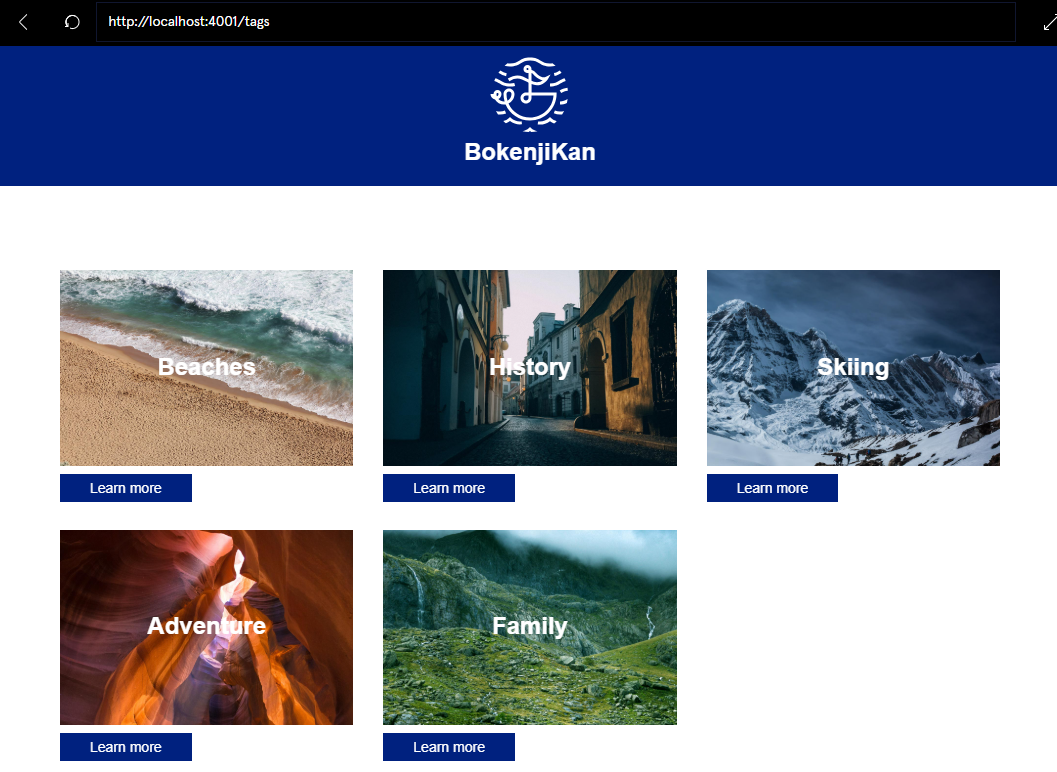 http://localhost:4001/tags
BokenjiKan
Beaches
History
Skiing
Learn more
Learn more
Learn more
Adventure
Family
Learn more
Learn more